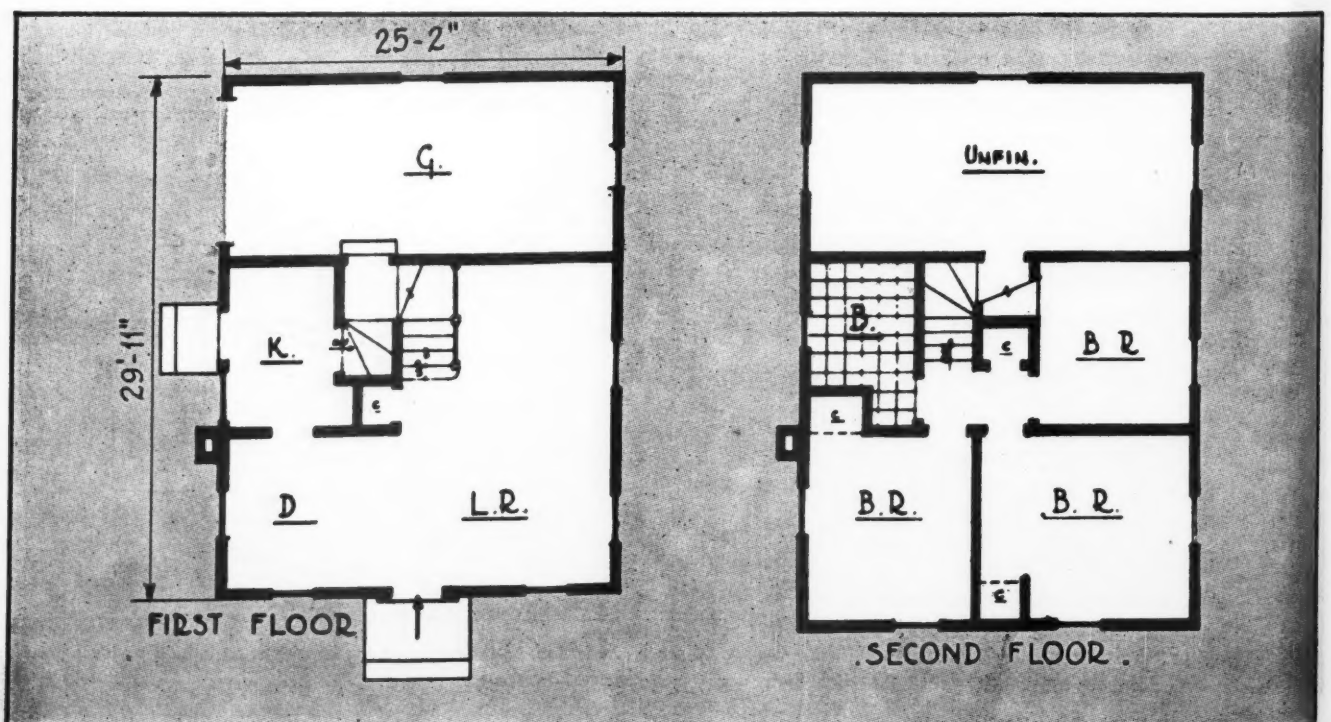 25-2"
29'-11"
G.
K.
c
D
L.R.
FIRST FLOOR
UNFIN.
B.
c
B R
c
B.R.
B. R.
c
.SECOND FLOOR.